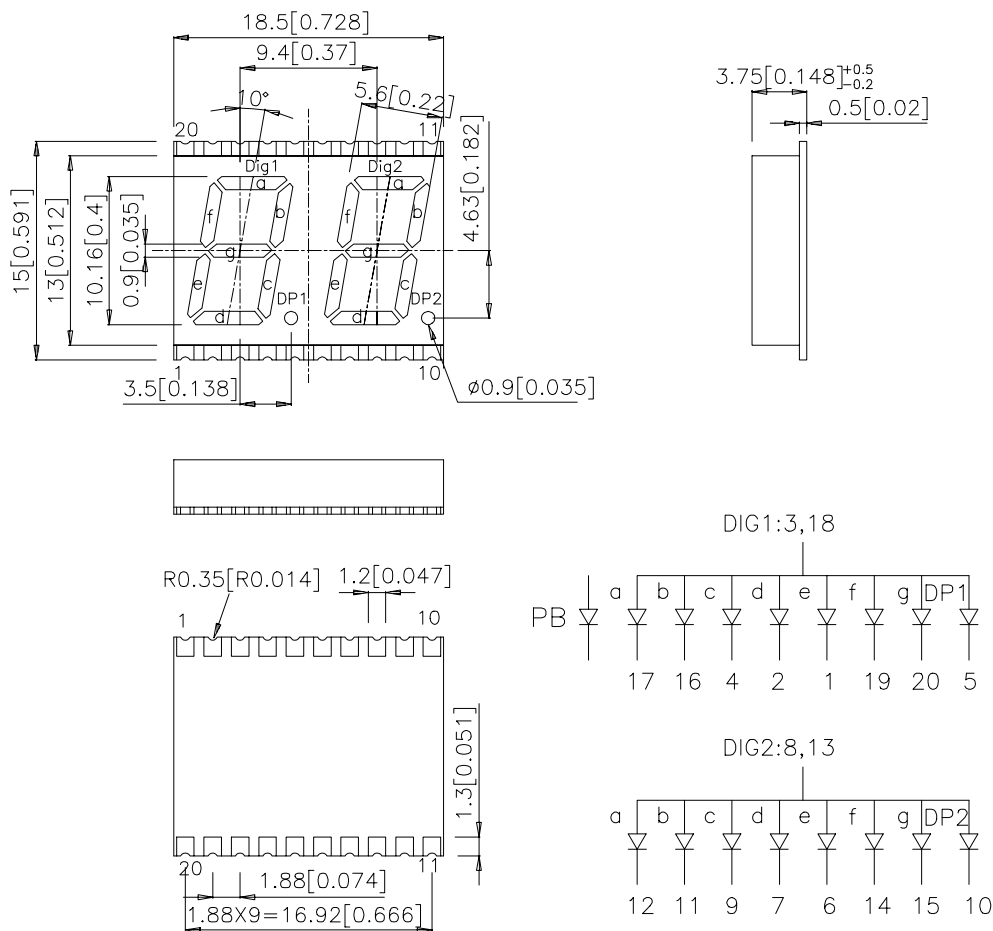 18.5[0.728]
9.4[0.37]
10°
5.6[0.22]
20
11
Dig1
Dig2
a
a
f
b
f
b
g
g
e
c
e
c
DP1
DP2
d
d
1
10
15[0.591]
13[0.512]
10.16[0.4]
0.9[0.035]
4.63[0.182]
3.5[0.138]
ø0.9[0.035]
3.75[0.148]+0.5 -0.2
0.5[0.02]
R0.35[R0.014]
1.2[0.047]
1
10
20
11
1.3[0.051]
1.88[0.074]
1.88X9=16.92[0.666]
DIG1:3,18
PB
a b c d e f g DP1
17 16 4 2 1 19 20 5
DIG2:8,13
a b c d e f g DP2
12 11 9 7 6 14 15 10